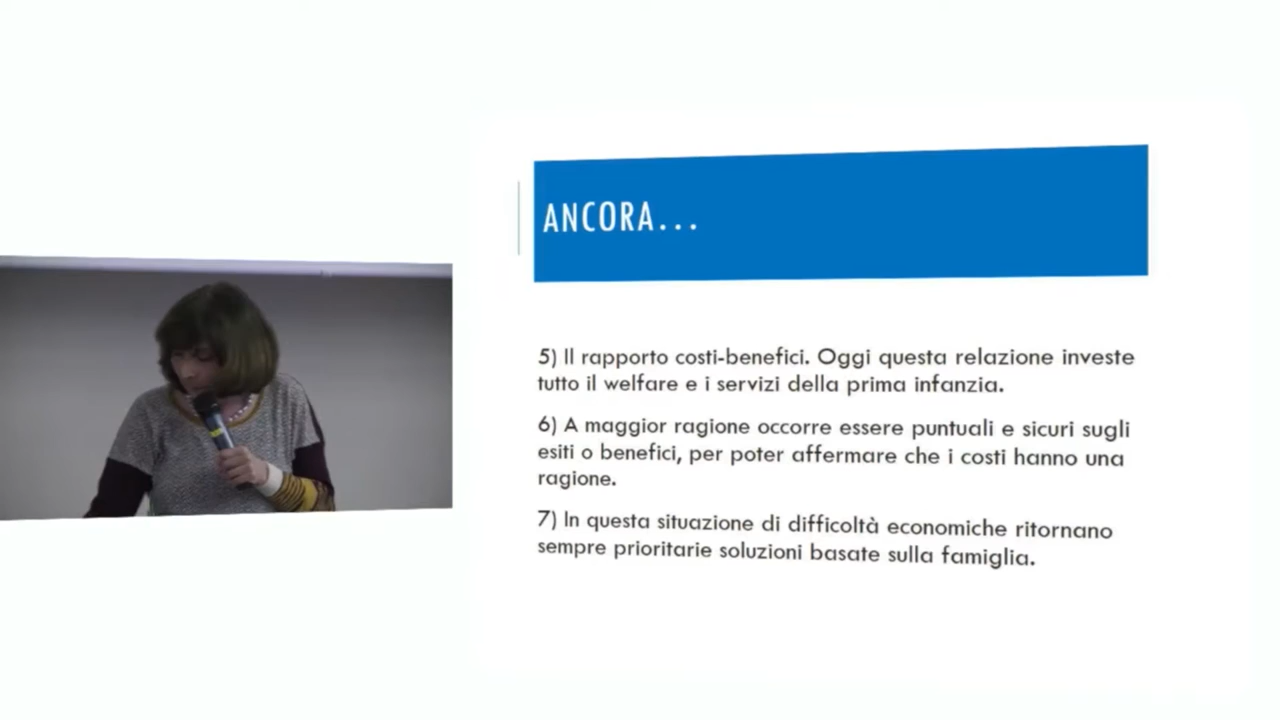 ANCORA...
5) Il rapporto costi-benefici. Oggi questa relazione investe
tutto il welfare e i servizi della prima infanzia.
6) A maggior ragione occorre essere puntuali e sicuri sugli
esiti o benefici, per poter affermare che i costi hanno una
ragione.
7) In questa situazione di difficoltà economiche ritornano
sempre prioritarie soluzioni basate sulla famiglia.